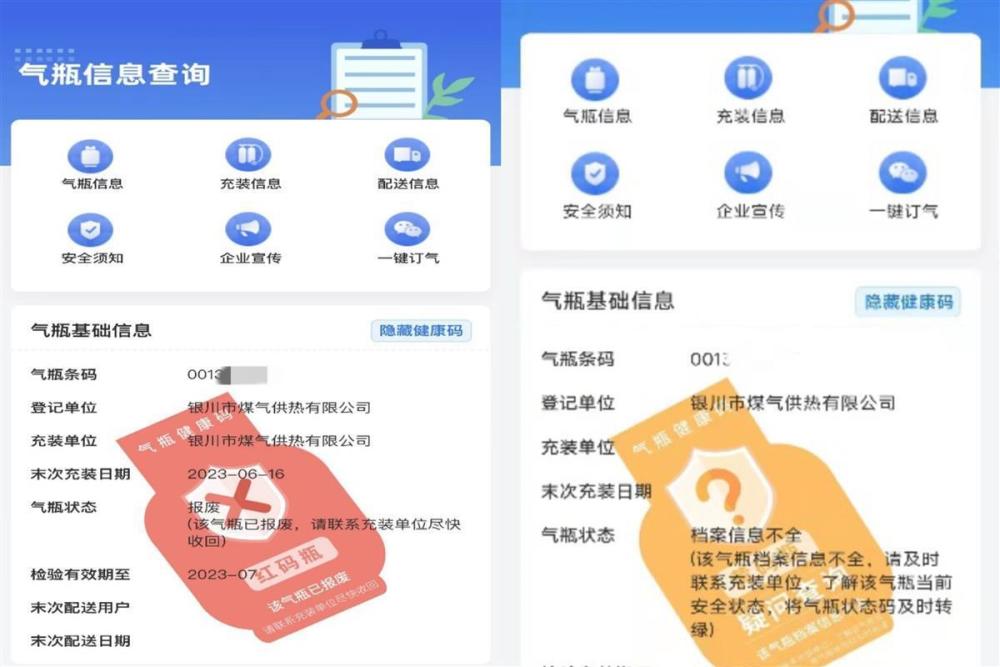 气瓶信息查询
气瓶信息 充装信息 配送信息
安全须知 企业宣传 一键订气
气瓶基础信息 隐藏健康码
气瓶条码 0013
登记单位 银川市煤气供热有限公司
充装单位 银川市煤气供热有限公司
末次充装日期 2023-06-16
气瓶状态 报废
(该气瓶已报废，请联系充装单位尽快
收回)
检验有效期至 2023-07
末次配送用户
末次配送日期
气瓶健康码
红码瓶
该气瓶已报废
请联系充装单位尽快收回
气瓶信息 充装信息 配送信息
安全须知 企业宣传 一键订气
气瓶基础信息 隐藏健康码
气瓶条码 0013
登记单位 银川市煤气供热有限公司
充装单位
末次充装日期
气瓶状态 档案信息不全
(该气瓶档案信息不全，请及时
联系充装单位，了解该气瓶当前
安全状态，将气瓶状态码及时转
绿)
气瓶健康
疑问查询
该气瓶档案信息